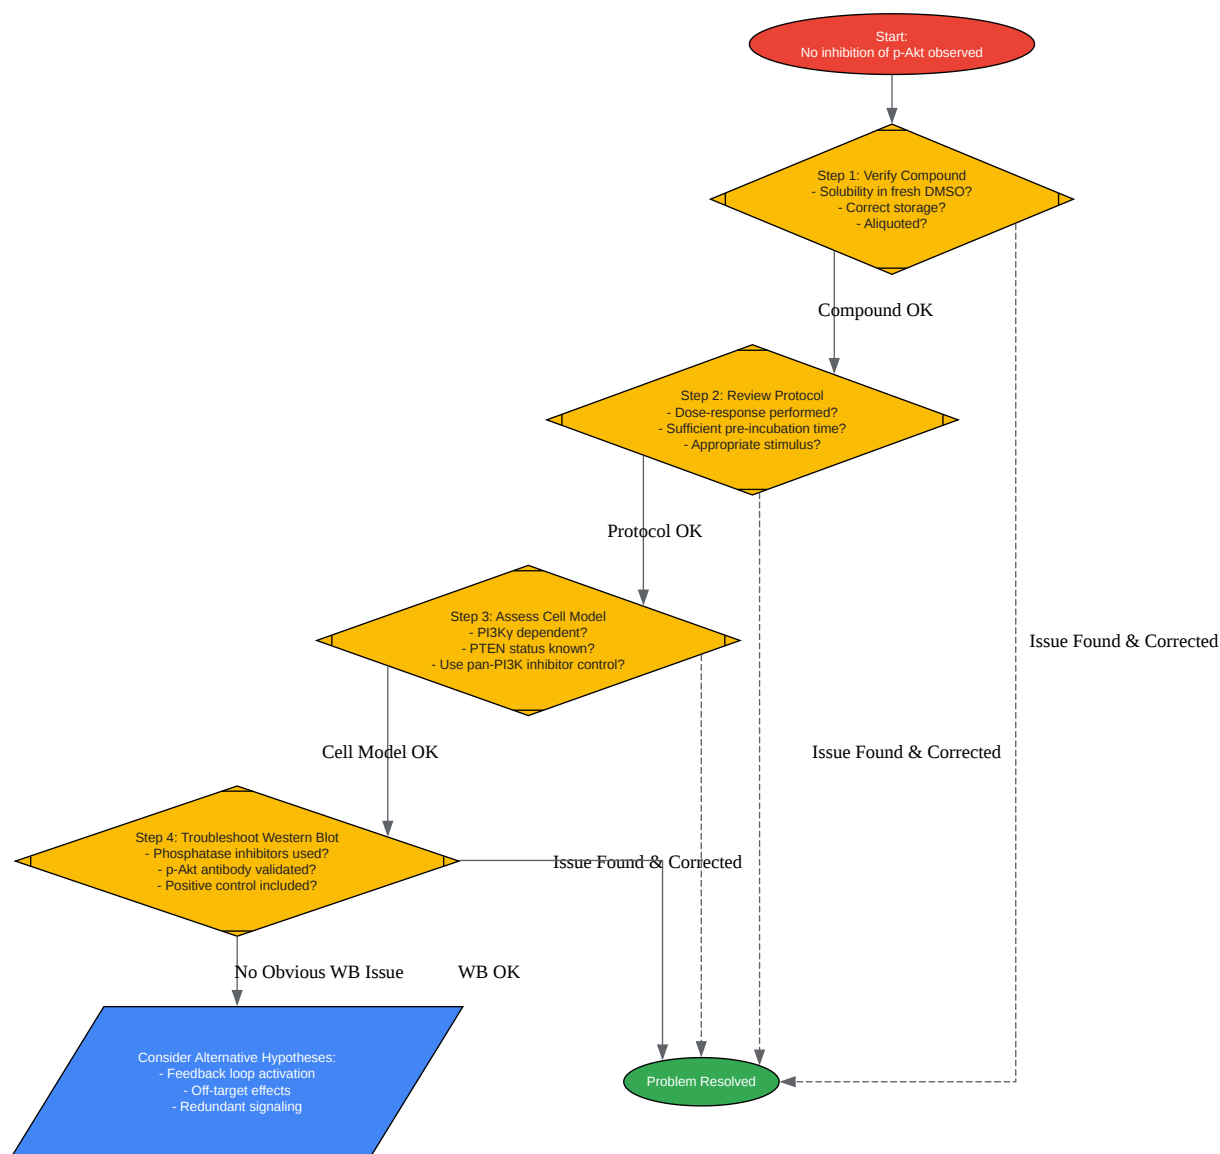 Start:
No inhibition of p-Akt observed
Step 1: Verify Compound
- Solubility in fresh DMSO?
- Correct storage?
- Aliquoted?
Compound OK
Step 2: Review Protocol
- Dose-response performed?
- Sufficient pre-incubation time?
- Appropriate stimulus?
Protocol OK
Step 3: Assess Cell Model
- PI3Kγ dependent?
- PTEN status known?
- Use pan-PI3K inhibitor control?
Issue Found & Corrected
Cell Model OK
Issue Found & Corrected
Step 4: Troubleshoot Western Blot
- Phosphatase inhibitors used?
- p-Akt antibody validated?
- Positive control included?
Issue Found & Corrected
No Obvious WB Issue
WB OK
Consider Alternative Hypotheses:
- Feedback loop activation
- Off-target effects
- Redundant signaling
Problem Resolved